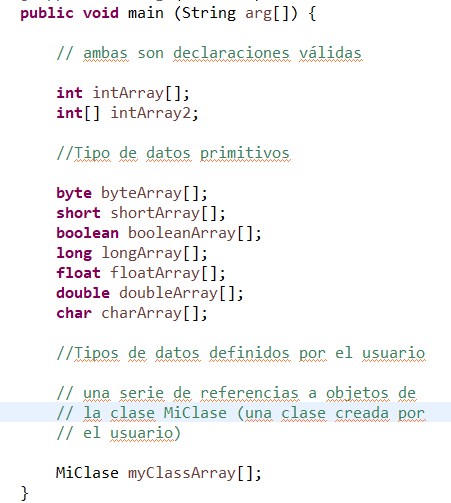 public void main (String arg[]) {
// ambas son declaraciones válidas
int intArray[];
int[] intArray2;
//Tipo de datos primitivos
byte byteArray[];
short shortArray[];
boolean booleanArray[];
long longArray[];
float floatArray[];
double doubleArray[];
char charArray[];
//Tipos de datos definidos por el usuario
// una serie de referencias a objetos de
// la clase MiClase (una clase creada por
// el usuario)
MiClase myClassArray[];
}